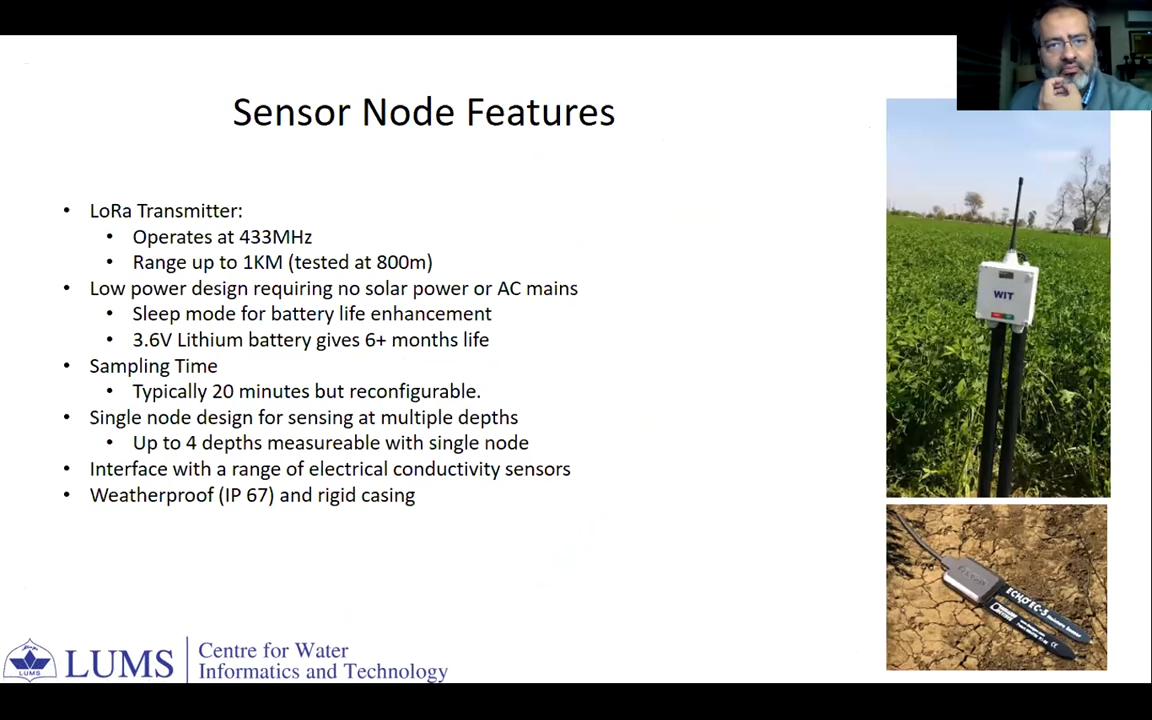 Sensor Node Features
• LoRa Transmitter:
• Operates at 433MHz
• Range up to 1KM (tested at 800m)
• Low power design requiring no solar power or AC mains
• Sleep mode for battery life enhancement
• 3.6V Lithium battery gives 6+ months life
• Sampling Time
• Typically 20 minutes but reconfigurable.
• Single node design for sensing at multiple depths
• Up to 4 depths measureable with single node
• Interface with a range of electrical conductivity sensors
• Weatherproof (IP 67) and rigid casing
WIT
ECHO EC-5
LUMS
LUMS
Centre for Water
Informatics and Technology